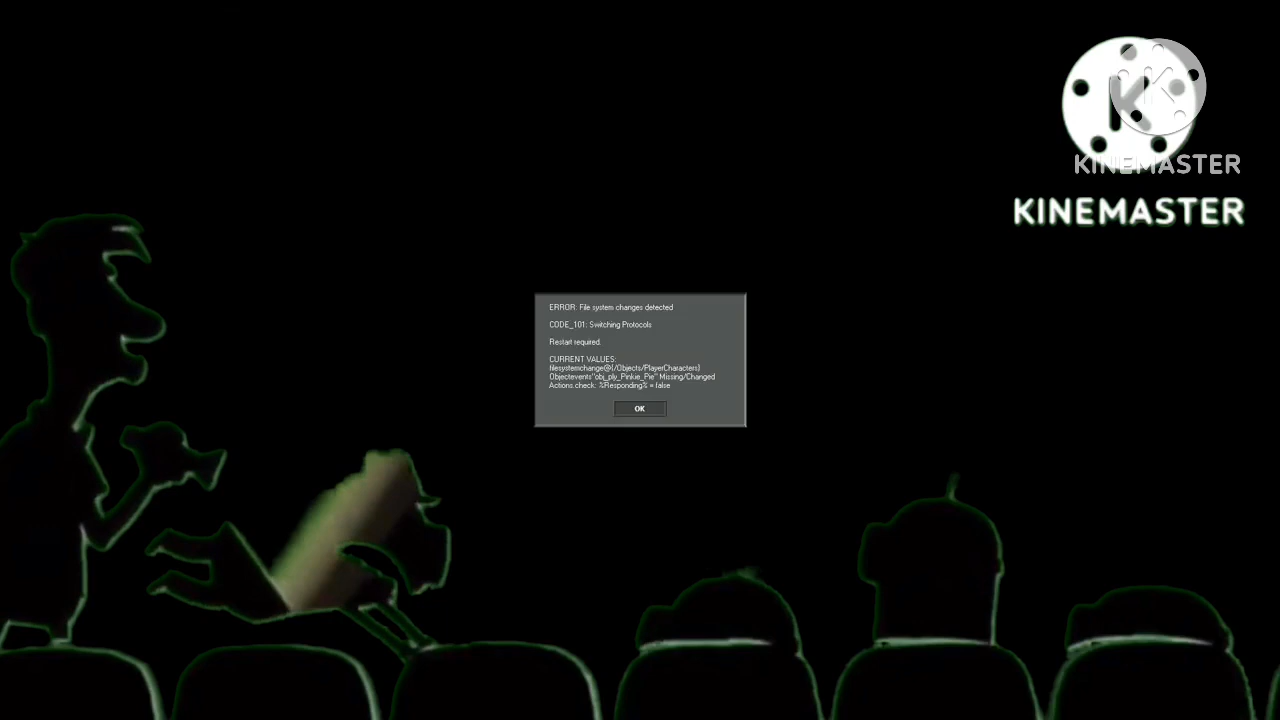 K
K
KINEMASTER
KINEMASTER
ERROR: File system changes detected
CODE_101: Switching Protocols
Restart required.
CURRENT VALUES:
filesystemchange@(/Objects/PlayerCharacters)
Objectevents"obj_ply_Pinkie_Pie" Missing/Changed
Actions.check: %Responding% = false
OK